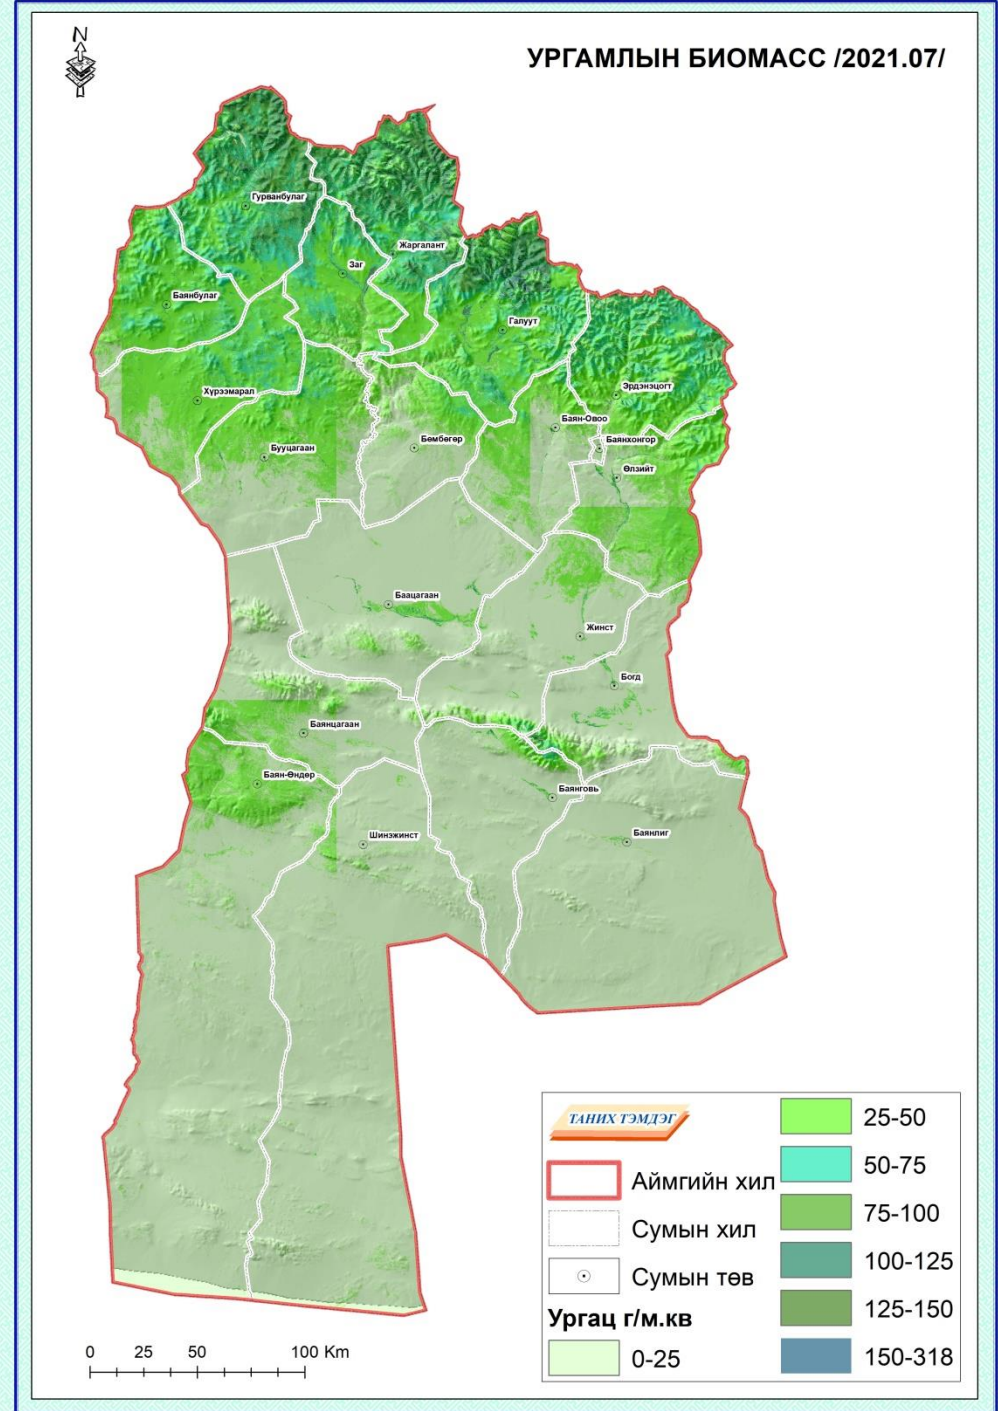 N
УРГАМЛЫН БИОМАСС /2021.07/
Гурванбулаг
Жаргалант
Заг
Баянбулаг
Галуут
Эрдэнэцогт
Хүрээмарал
Баян-Овоо
Баянхонгор
Бөмбөгөр
Бууцагаан
Өлзийт
Баацагаан
Жинст
Богд
Баянцагаан
Баян-Өндөр
Баянговь
Шинэжинст
Баянлиг
ТАНИХ ТЭМДЭГ
Аймгийн хил
Сумын хил
Сумын төв
Ургац г/м.кв
0-25
25-50
50-75
75-100
100-125
125-150
150-318
0 25 50 100 Km